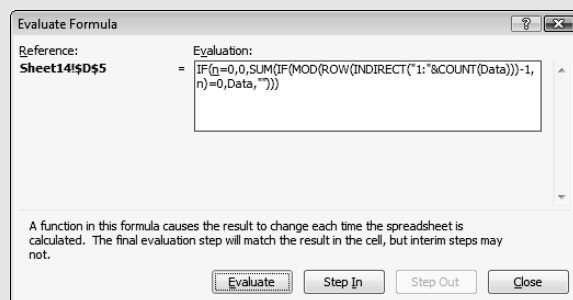 Evaluate Formula
Reference:
Evaluation:
Sheet14!$D$5
=
IF(n=0,0,SUM(IF(MOD(ROW(INDIRECT("1:"&COUNT(Data)))-1,
n)=0,Data,"")))
A function in this formula causes the result to change each time the spreadsheet is
calculated. The final evaluation step will match the result in the cell, but interim steps may
not.
Evaluate
Step In
Step Out
Close